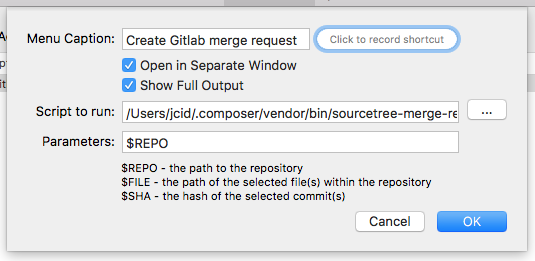 Menu Caption: Create Gitlab merge request Click to record shortcut
Open in Separate Window
Show Full Output
Script to run: /Users/jcid/.composer/vendor/bin/sourcetree-merge-re ...
Parameters: $REPO
$REPO - the path to the repository
$FILE - the path of the selected file(s) within the repository
$SHA - the hash of the selected commit(s)
Cancel OK